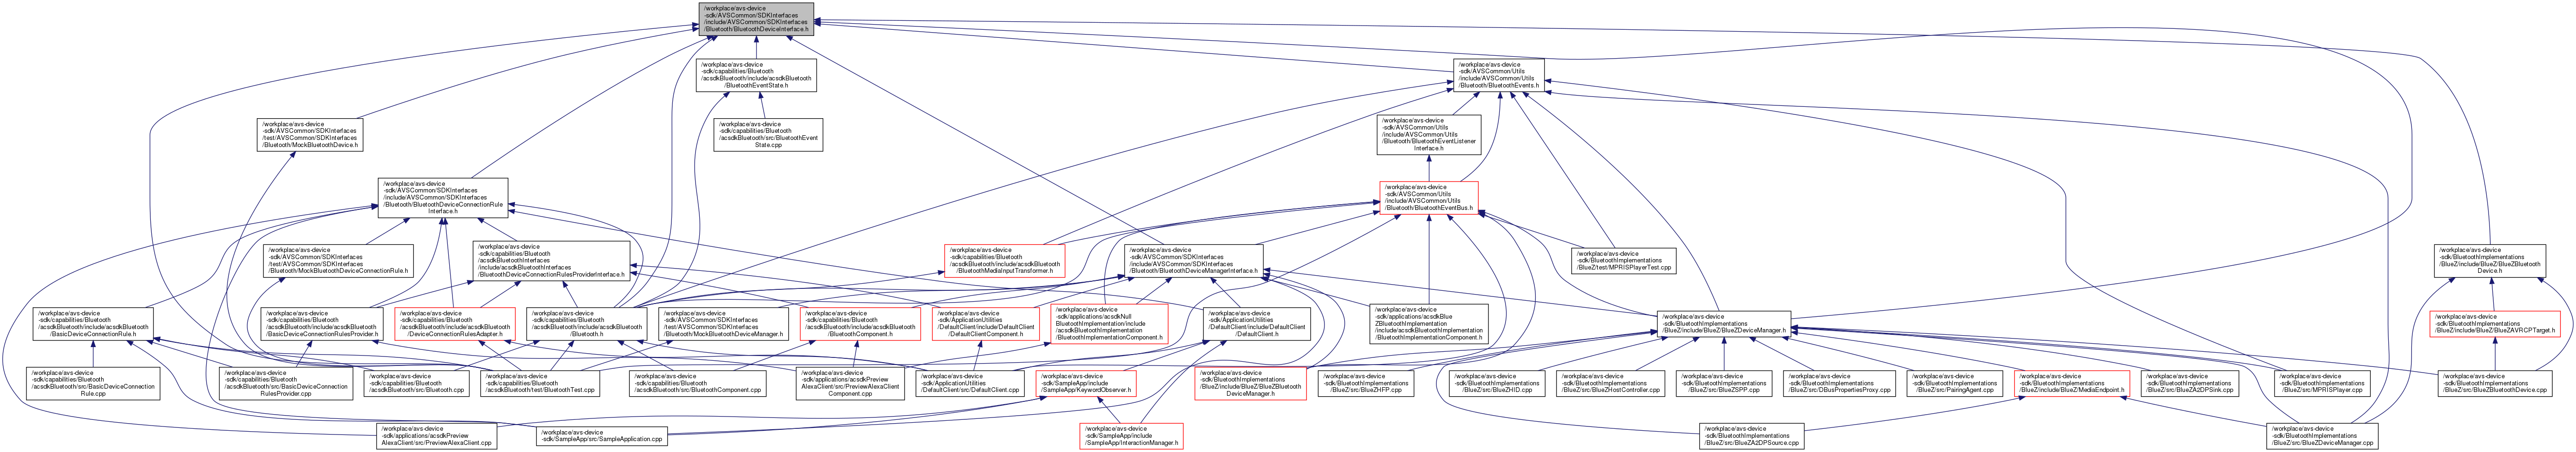 /workplace/avs-device
-sdk/AVSCommon/SDKInterfaces
/include/AVSCommon/SDKInterfaces
/Bluetooth/BluetoothDeviceInterface.h
/workplace/avs-device
-sdk/capabilities/Bluetooth
/acsdkBluetooth/include/acsdkBluetooth
/BluetoothEventState.h
/workplace/avs-device
-sdk/AVSCommon/Utils
/include/AVSCommon/Utils
/Bluetooth/BluetoothEvents.h
/workplace/avs-device
-sdk/AVSCommon/SDKInterfaces
/test/AVSCommon/SDKInterfaces
/Bluetooth/MockBluetoothDevice.h
/workplace/avs-device
-sdk/capabilities/Bluetooth
/acsdkBluetooth/src/BluetoothEvent
State.cpp
/workplace/avs-device
-sdk/AVSCommon/Utils
/include/AVSCommon/Utils
/Bluetooth/BluetoothEventListener
Interface.h
/workplace/avs-device
-sdk/AVSCommon/SDKInterfaces
/include/AVSCommon/SDKInterfaces
/Bluetooth/BluetoothDeviceConnectionRule
Interface.h
/workplace/avs-device
-sdk/AVSCommon/Utils
/include/AVSCommon/Utils
/Bluetooth/BluetoothEventBus.h
/workplace/avs-device
-sdk/AVSCommon/SDKInterfaces
/test/AVSCommon/SDKInterfaces
/Bluetooth/MockBluetoothDeviceConnectionRule.h
/workplace/avs-device
-sdk/capabilities/Bluetooth
/acsdkBluetoothInterfaces
/include/acsdkBluetoothInterfaces
/BluetoothDeviceConnectionRulesProviderInterface.h
/workplace/avs-device
-sdk/capabilities/Bluetooth
/acsdkBluetooth/include/acsdkBluetooth
/BluetoothMediaInputTransformer.h
/workplace/avs-device
-sdk/AVSCommon/SDKInterfaces
/include/AVSCommon/SDKInterfaces
/Bluetooth/BluetoothDeviceManagerInterface.h
/workplace/avs-device
-sdk/BluetoothImplementations
/BlueZ/test/MPRISPlayerTest.cpp
/workplace/avs-device
-sdk/BluetoothImplementations
/BlueZ/include/BlueZ/BlueZBluetooth
Device.h
/workplace/avs-device
-sdk/capabilities/Bluetooth
/acsdkBluetooth/include/acsdkBluetooth
/BasicDeviceConnectionRule.h
/workplace/avs-device
-sdk/capabilities/Bluetooth
/acsdkBluetooth/include/acsdkBluetooth
/BasicDeviceConnectionRulesProvider.h
/workplace/avs-device
-sdk/capabilities/Bluetooth
/acsdkBluetooth/include/acsdkBluetooth
/DeviceConnectionRulesAdapter.h
/workplace/avs-device
-sdk/capabilities/Bluetooth
/acsdkBluetooth/include/acsdkBluetooth
/Bluetooth.h
/workplace/avs-device
-sdk/AVSCommon/SDKInterfaces
/test/AVSCommon/SDKInterfaces
/Bluetooth/MockBluetoothDeviceManager.h
/workplace/avs-device
-sdk/capabilities/Bluetooth
/acsdkBluetooth/include/acsdkBluetooth
/BluetoothComponent.h
/workplace/avs-device
-sdk/ApplicationUtilities
/DefaultClient/include/DefaultClient
/DefaultClientComponent.h
/workplace/avs-device
-sdk/applications/acsdkNull
BluetoothImplementation/include
/acsdkBluetoothImplementation
/BluetoothImplementationComponent.h
/workplace/avs-device
-sdk/ApplicationUtilities
/DefaultClient/include/DefaultClient
/DefaultClient.h
/workplace/avs-device
-sdk/applications/acsdkBlue
ZBluetoothImplementation
/include/acsdkBluetoothImplementation
/BluetoothImplementationComponent.h
/workplace/avs-device
-sdk/BluetoothImplementations
/BlueZ/include/BlueZ/BlueZDeviceManager.h
/workplace/avs-device
-sdk/BluetoothImplementations
/BlueZ/include/BlueZ/BlueZAVRCPTarget.h
/workplace/avs-device
-sdk/capabilities/Bluetooth
/acsdkBluetooth/src/BasicDeviceConnection
Rule.cpp
/workplace/avs-device
-sdk/capabilities/Bluetooth
/acsdkBluetooth/src/BasicDeviceConnection
RulesProvider.cpp
/workplace/avs-device
-sdk/capabilities/Bluetooth
/acsdkBluetooth/src/Bluetooth.cpp
/workplace/avs-device
-sdk/capabilities/Bluetooth
/acsdkBluetooth/test/BluetoothTest.cpp
/workplace/avs-device
-sdk/capabilities/Bluetooth
/acsdkBluetooth/src/BluetoothComponent.cpp
/workplace/avs-device
-sdk/applications/acsdkPreview
AlexaClient/src/PreviewAlexaClient
Component.cpp
/workplace/avs-device
-sdk/ApplicationUtilities
/DefaultClient/src/DefaultClient.cpp
/workplace/avs-device
-sdk/SampleApp/include
/SampleApp/KeywordObserver.h
/workplace/avs-device
-sdk/BluetoothImplementations
/BlueZ/include/BlueZ/BlueZBluetooth
DeviceManager.h
/workplace/avs-device
-sdk/BluetoothImplementations
/BlueZ/src/BlueZHFP.cpp
/workplace/avs-device
-sdk/BluetoothImplementations
/BlueZ/src/BlueZHID.cpp
/workplace/avs-device
-sdk/BluetoothImplementations
/BlueZ/src/BlueZHostController.cpp
/workplace/avs-device
-sdk/BluetoothImplementations
/BlueZ/src/BlueZSPP.cpp
/workplace/avs-device
-sdk/BluetoothImplementations
/BlueZ/src/DBusPropertiesProxy.cpp
/workplace/avs-device
-sdk/BluetoothImplementations
/BlueZ/src/PairingAgent.cpp
/workplace/avs-device
-sdk/BluetoothImplementations
/BlueZ/include/BlueZ/MediaEndpoint.h
/workplace/avs-device
-sdk/BluetoothImplementations
/BlueZ/src/BlueZA2DPSink.cpp
/workplace/avs-device
-sdk/BluetoothImplementations
/BlueZ/src/MPRISPlayer.cpp
/workplace/avs-device
-sdk/BluetoothImplementations
/BlueZ/src/BlueZBluetoothDevice.cpp
/workplace/avs-device
-sdk/applications/acsdkPreview
AlexaClient/src/PreviewAlexaClient.cpp
/workplace/avs-device
-sdk/SampleApp/src/SampleApplication.cpp
/workplace/avs-device
-sdk/SampleApp/include
/SampleApp/InteractionManager.h
/workplace/avs-device
-sdk/BluetoothImplementations
/BlueZ/src/BlueZA2DPSource.cpp
/workplace/avs-device
-sdk/BluetoothImplementations
/BlueZ/src/BlueZDeviceManager.cpp